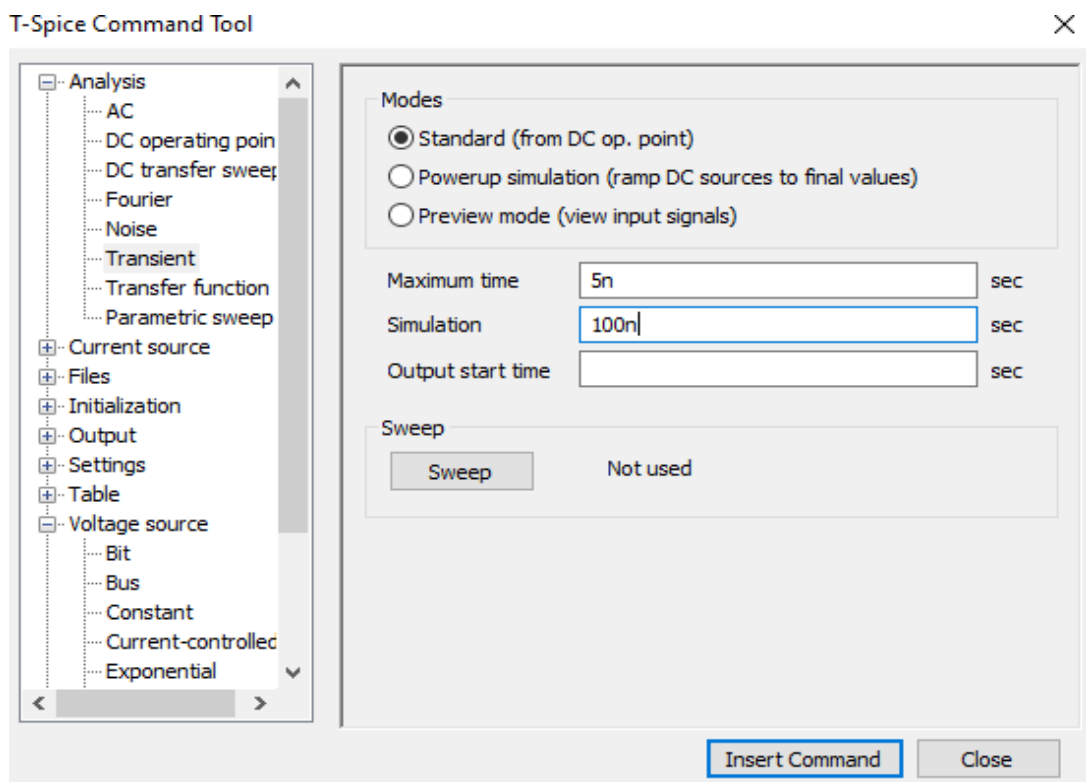 T-Spice Command Tool
Analysis
AC
DC operating poin
DC transfer sweep
Fourier
Noise
Transient
Transfer function
Parametric sweep
Current source
Files
Initialization
Output
Settings
Table
Voltage source
Bit
Bus
Constant
Current-controlled
Exponential
Modes
Standard (from DC op. point)
Powerup simulation (ramp DC sources to final values)
Preview mode (view input signals)
Maximum time 5n sec
Simulation 100n sec
Output start time sec
Sweep
Sweep Not used
Insert Command Close